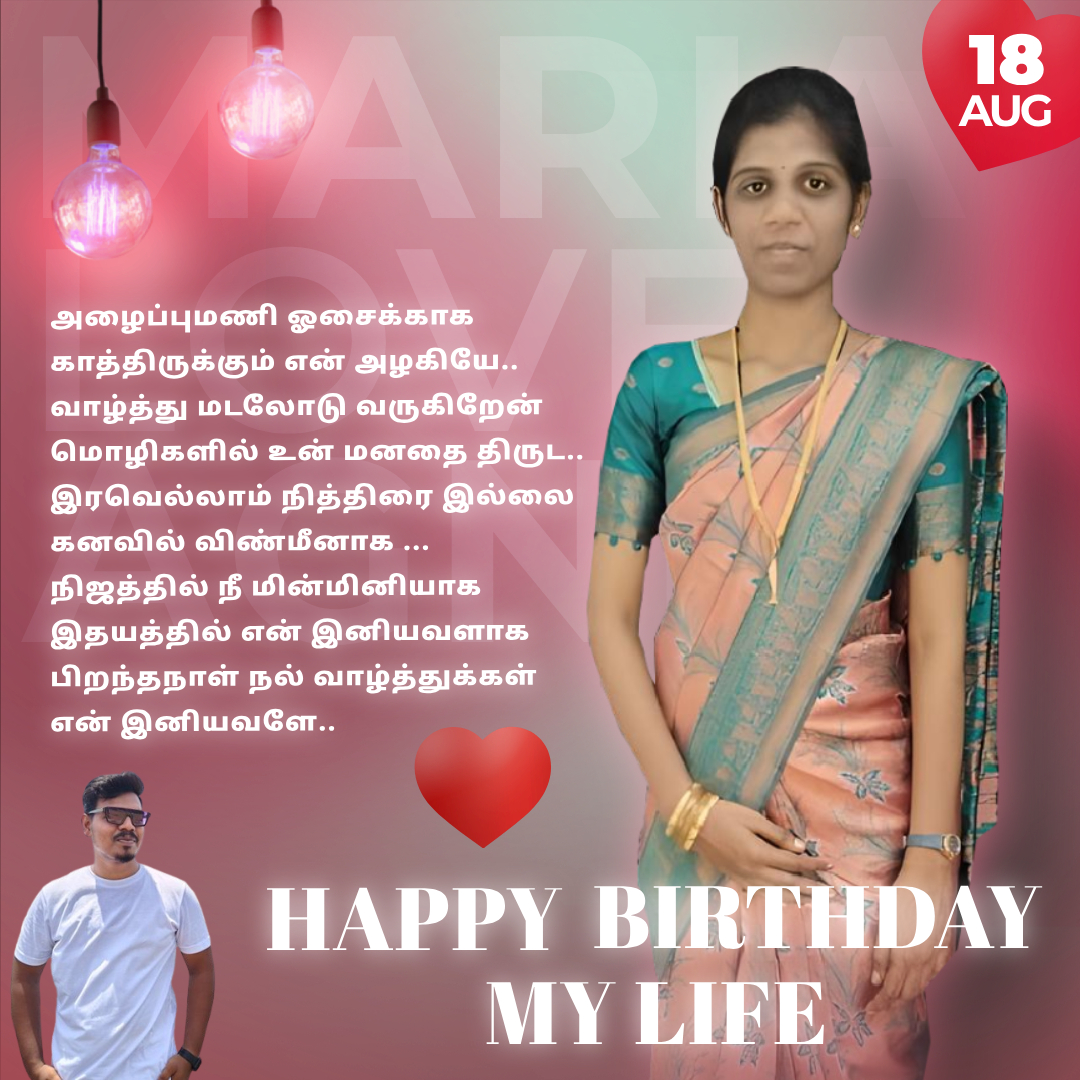 MARIA
LOVE
AGN
18
AUG
அழைப்புமணி ஓசைக்காக
காத்திருக்கும் என் அழகியே..
வாழ்த்து மடலோடு வருகிறேன்
மொழிகளில் உன் மனதை திருட..
இரவெல்லாம் நித்திரை இல்லை
கனவில் விண்மீனாக ...
நிஜத்தில் நீ மின்மினியாக
இதயத்தில் என் இனியவளாக
பிறந்தநாள் நல் வாழ்த்துக்கள்
என் இனியவளே..
HAPPY BIRTHDAY
MY LIFE